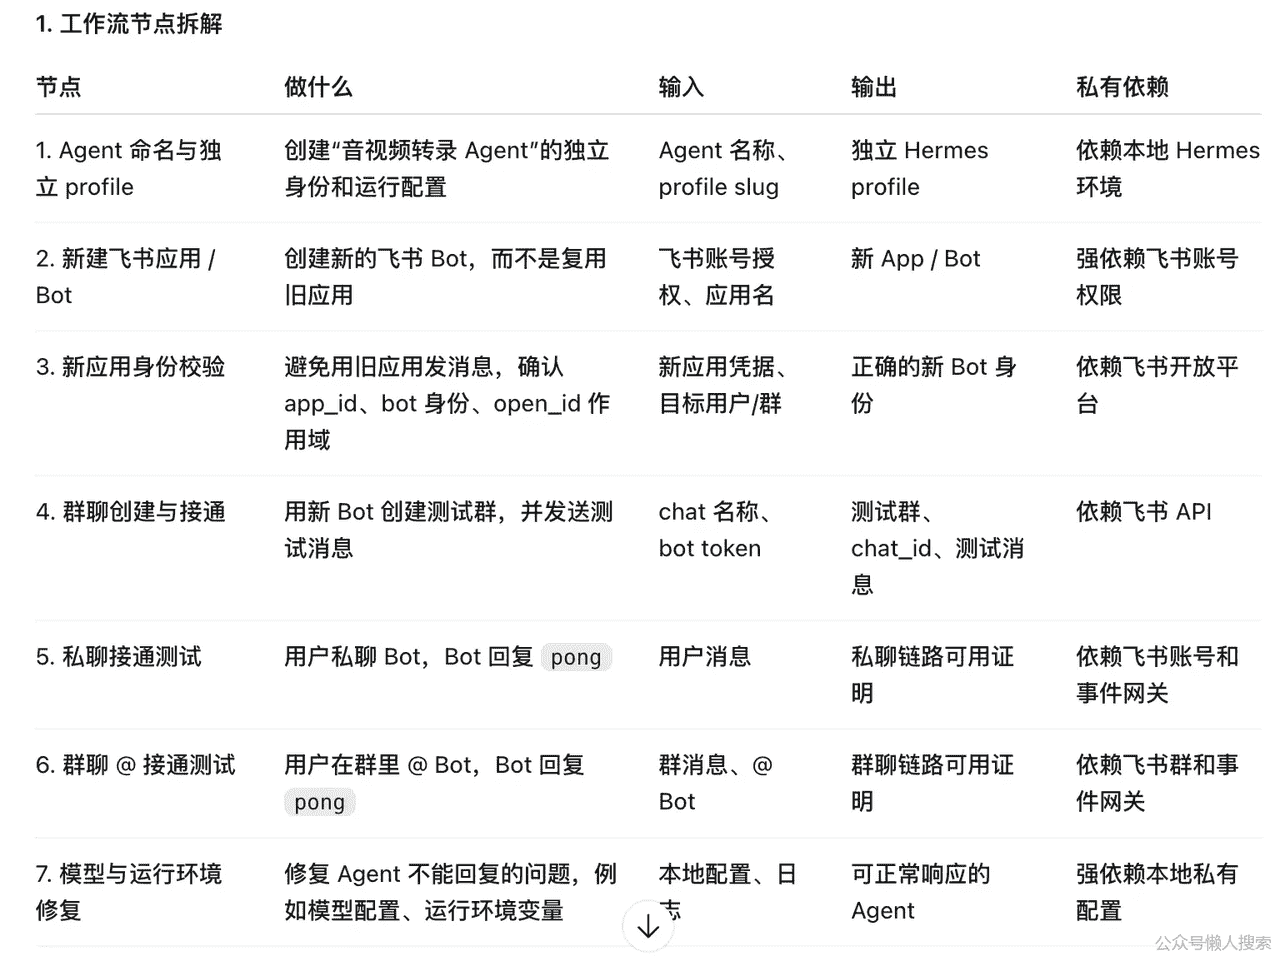 1. 工作流节点拆解
节点 做什么 输入 输出 私有依赖
1. Agent 命名与独 创建“音视频转录 Agent”的独立 Agent 名称、 独立 Hermes 依赖本地 Hermes
立 profile 身份和运行配置 profile slug profile 环境
2. 新建飞书应用 / 创建新的飞书 Bot，而不是复用 飞书账号授 新 App / Bot 强依赖飞书账号
Bot 旧应用 权、应用名 权限
3. 新应用身份校验 避免用旧应用发消息，确认 新应用凭据、 正确的新 Bot 身 依赖飞书开放平
app_id、bot 身份、open_id 作 目标用户/群 份 台
用域
4. 群聊创建与接通 用新 Bot 创建测试群，并发送测 chat 名称、 测试群、 依赖飞书 API
试消息 bot token chat_id、测试消
息
5. 私聊接通测试 用户私聊 Bot，Bot 回复 pong 用户消息 私聊链路可用证 依赖飞书账号和
明 事件网关
6. 群聊 @ 接通测试 用户在群里 @ Bot，Bot 回复 群消息、@ 群聊链路可用证 依赖飞书群和事
pong Bot 明 件网关
7. 模型与运行环境 修复 Agent 不能回复的问题，例 本地配置、日 可正常响应的 强依赖本地私有
修复 如模型配置、运行环境变量 志 Agent 配置
公众号懒人搜索